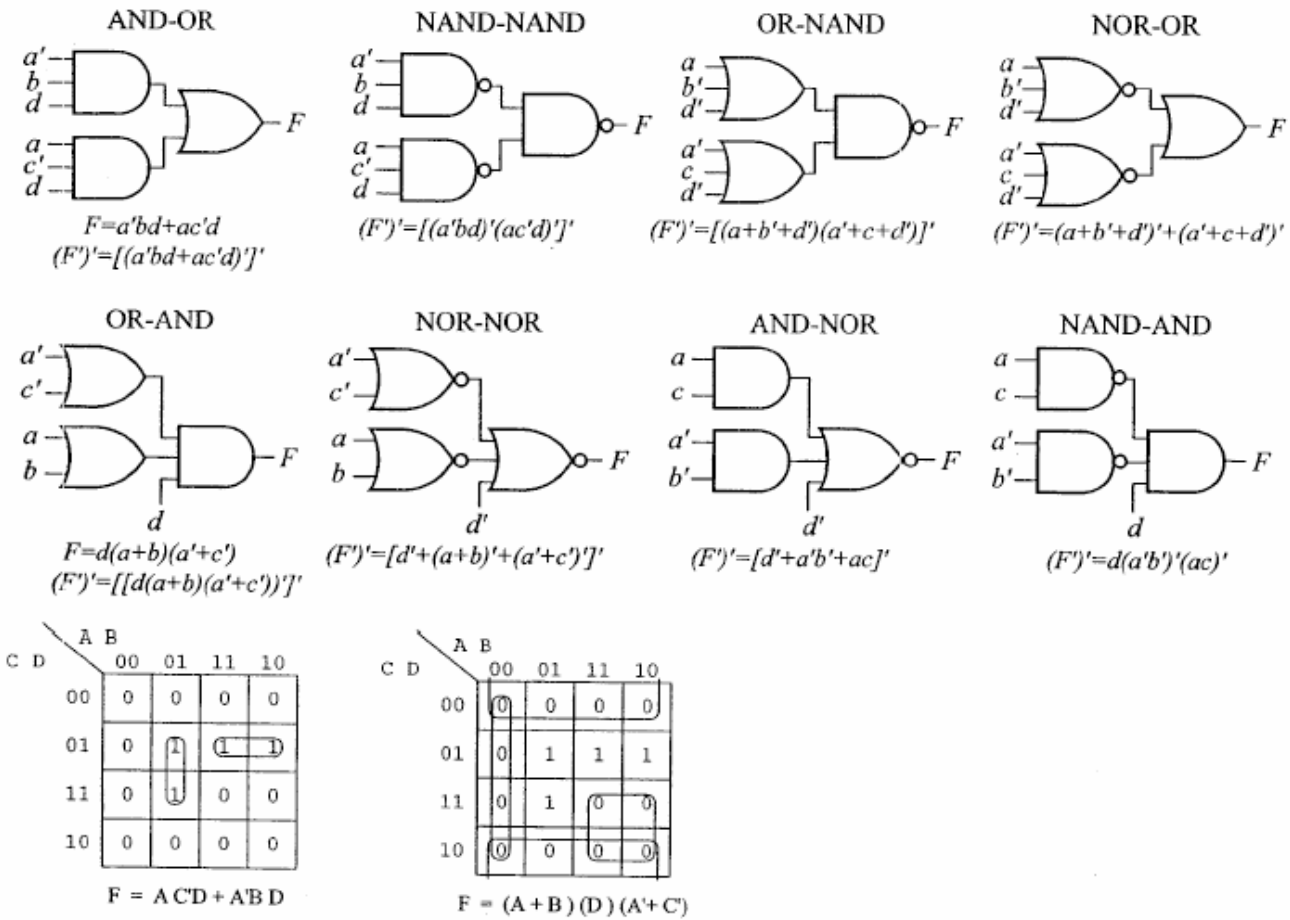 AND-OR NAND-NAND OR-NAND NOR-OR
a' b d a c' d F
a' b d a c' d F
a b' d' a' c d' F
a b' d' a' c d' F
F=a'bd+ac'd
(F')'=[(a'bd+ac'd)']'
(F')'=[(a'bd)'(ac'd)']'
(F')'=[(a+b'+d')(a'+c+d')]'
(F')'=(a+b'+d')'+(a'+c+d')'
OR-AND NOR-NOR AND-NOR NAND-AND
a' c' a b d F
a' c' a b d' F
a c a' b' d' F
a c a' b' d F
F=d(a+b)(a'+c')
(F')'=[[d(a+b)(a'+c'))']'
(F')'=[d'+(a+b)'+(a'+c')']'
(F')'=[d'+a'b'+ac]'
(F')'=d(a'b')'(ac)'
A B
C D 00 01 11 10
00 0 0 0 0
01 0 1 1 1
11 0 1 0 0
10 0 0 0 0
F = A C'D + A'B D
A B
C D 00 01 11 10
00 0 0 0 0
01 0 1 1 1
11 0 1 0 0
10 0 0 0 0
F = (A + B ) (D ) (A'+ C')